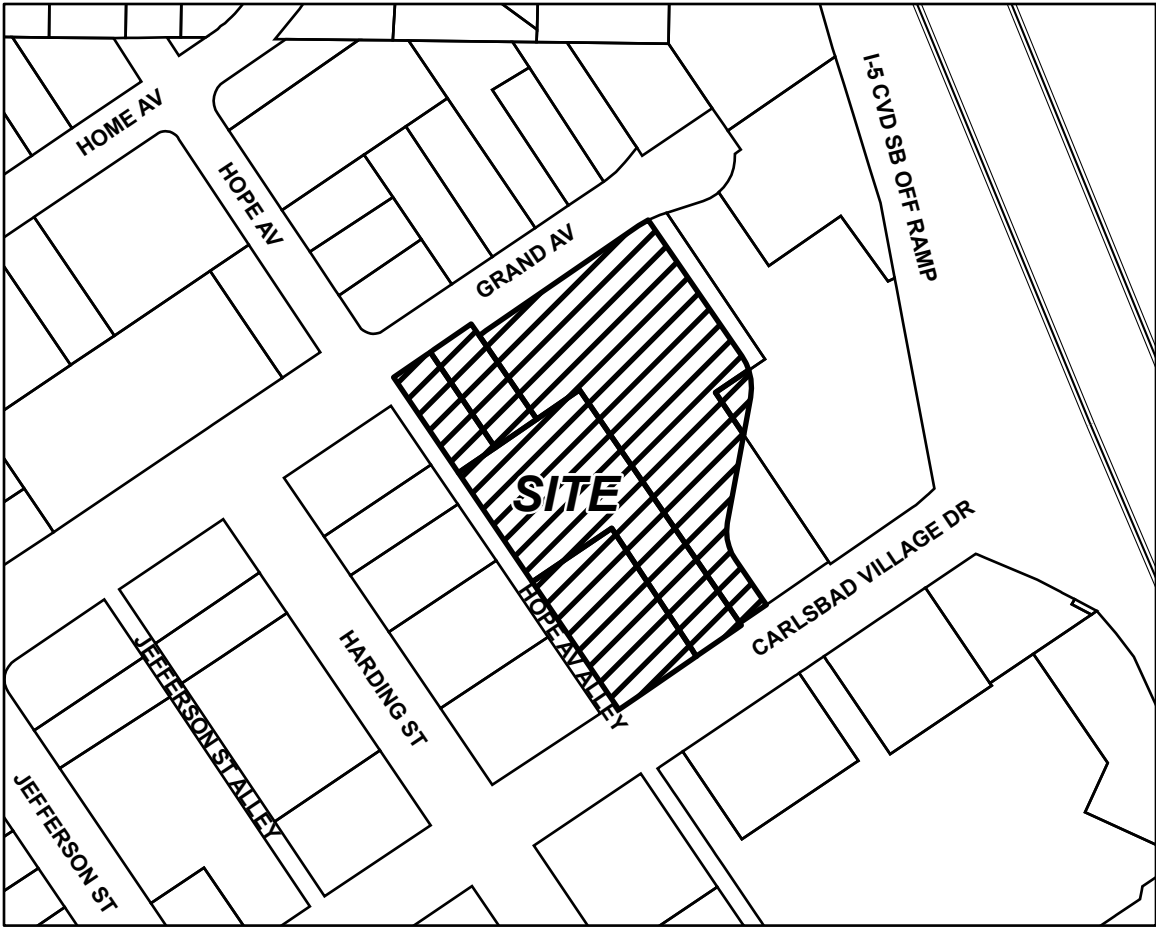 I-5 CVD SB OFF RAMP
HOME AV
HOPE AV
GRAND AV
SITE
CARLSBAD VILLAGE DR
HOPE AV ALLEY
HARDING ST
JEFFERSON ST ALLEY
JEFFERSON ST